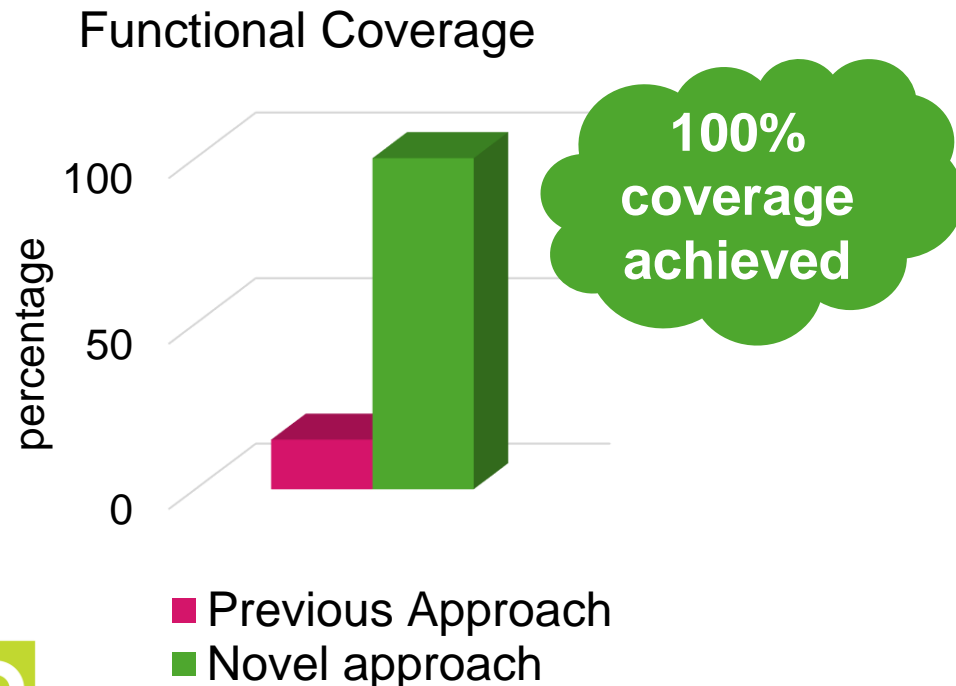 Functional Coverage
100%
coverage
achieved
100
50
0
percentage
Previous Approach
Novel approach